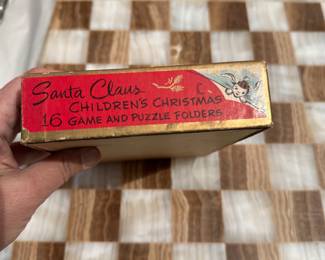 Santa Claus
CHILDREN'S CHRISTMAS
16 GAME AND PUZZLE FOLDERS